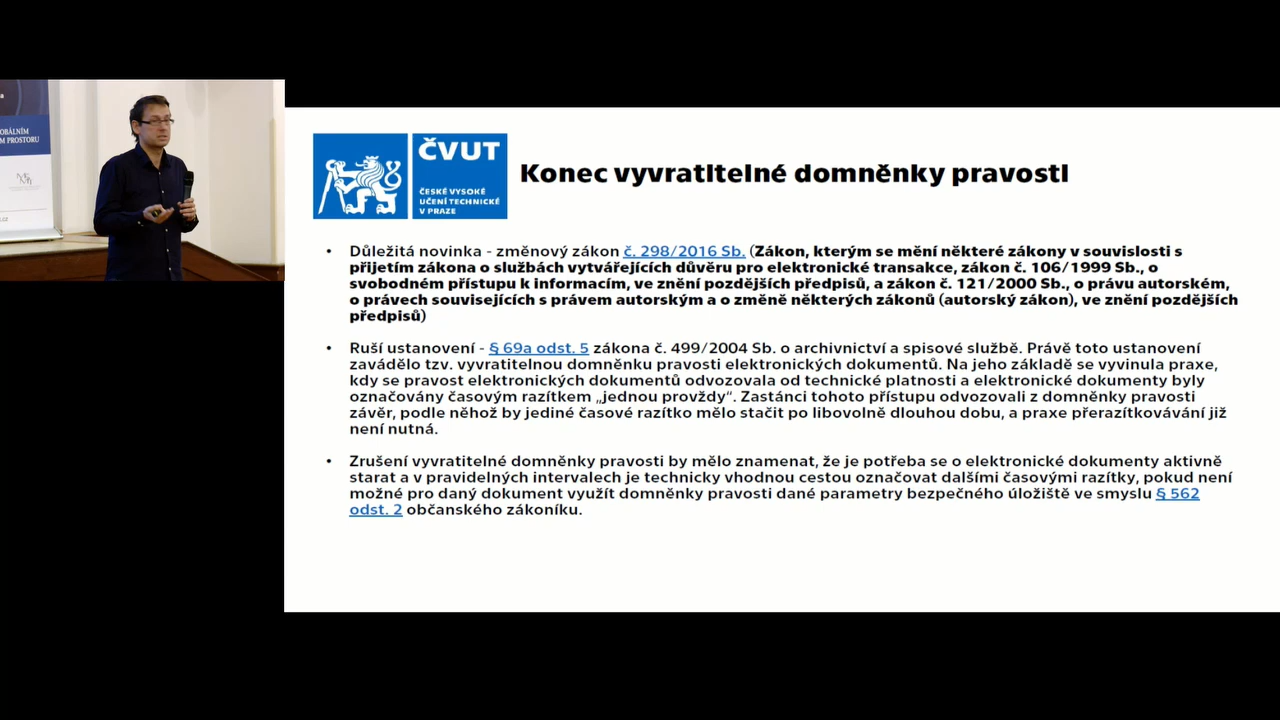 a
OBÁLNÍM
M PROSTORU
.cz
ČVUT
ČESKÉ VYSOKÉ
UČENÍ TECHNICKÉ
V PRAZE
Konec vyvratitelné domněnky pravosti
• Důležitá novinka - změnový zákon č. 298/2016 Sb. (Zákon, kterým se mění některé zákony v souvislosti s
přijetím zákona o službách vytvářejících důvěru pro elektronické transakce, zákon č. 106/1999 Sb., o
svobodném přístupu k informacím, ve znění pozdějších předpisů, a zákon č. 121/2000 Sb., o právu autorském,
o právech souvisejících s právem autorským a o změně některých zákonů (autorský zákon), ve znění pozdějších
předpisů)
• Ruší ustanovení - § 69a odst. 5 zákona č. 499/2004 Sb. o archivnictví a spisové službě. Právě toto ustanovení
zavádělo tzv. vyvratitelnou domněnku pravosti elektronických dokumentů. Na jeho základě se vyvinula praxe,
kdy se pravost elektronických dokumentů odvozovala od technické platnosti a elektronické dokumenty byly
označovány časovým razítkem „jednou provždy“. Zastánci tohoto přístupu odvozovali z domněnky pravosti
závěr, podle něhož by jediné časové razítko mělo stačit po libovolně dlouhou dobu, a praxe přerazítkovávání již
není nutná.
• Zrušení vyvratitelné domněnky pravosti by mělo znamenat, že je potřeba se o elektronické dokumenty aktivně
starat a v pravidelných intervalech je technicky vhodnou cestou označovat dalšími časovými razítky, pokud není
možné pro daný dokument využít domněnky pravosti dané parametry bezpečného úložiště ve smyslu § 562
odst. 2 občanského zákoníku.